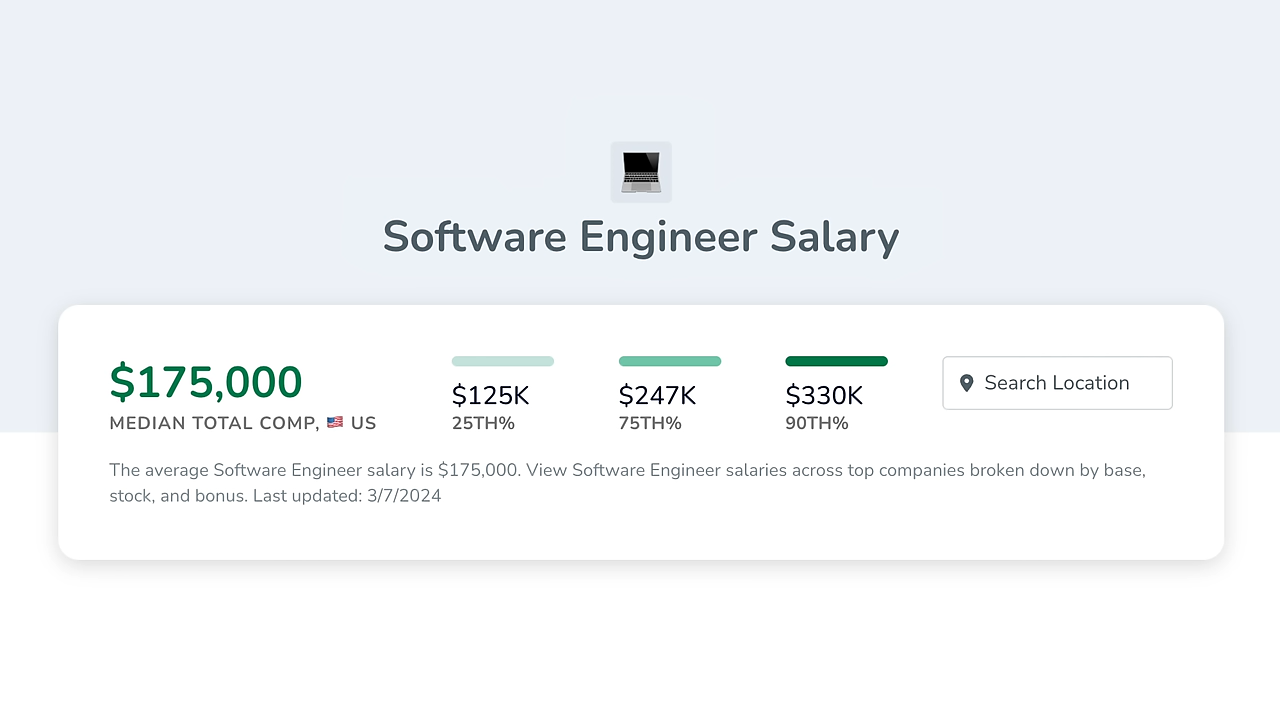 Software Engineer Salary
$175,000
MEDIAN TOTAL COMP, 🇺🇸 US
$125K
25TH%
$247K
75TH%
$330K
90TH%
Search Location
The average Software Engineer salary is $175,000. View Software Engineer salaries across top companies broken down by base,
stock, and bonus. Last updated: 3/7/2024